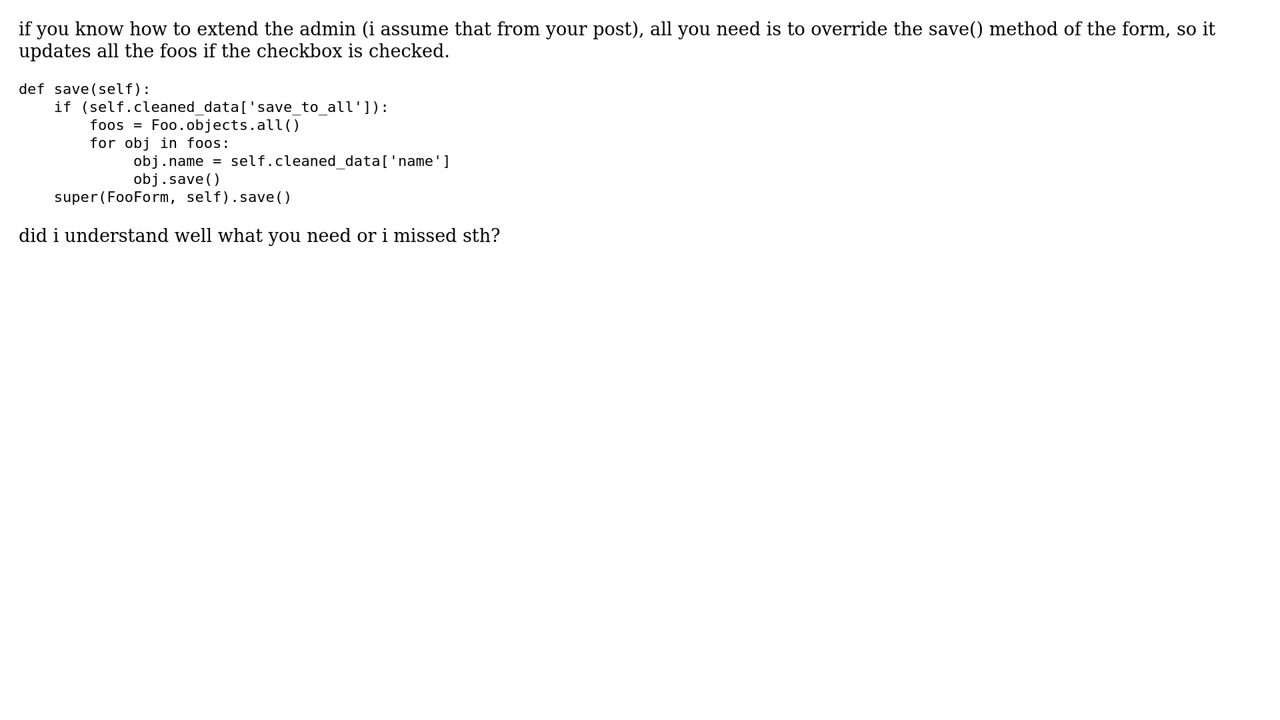 if you know how to extend the admin (i assume that from your post), all you need is to override the save() method of the form, so it
updates all the foos if the checkbox is checked.
def save(self):
    if (self.cleaned_data['save_to_all']):
        foos = Foo.objects.all()
        for obj in foos:
             obj.name = self.cleaned_data['name']
             obj.save()
    super(FooForm, self).save()
did i understand well what you need or i missed sth?